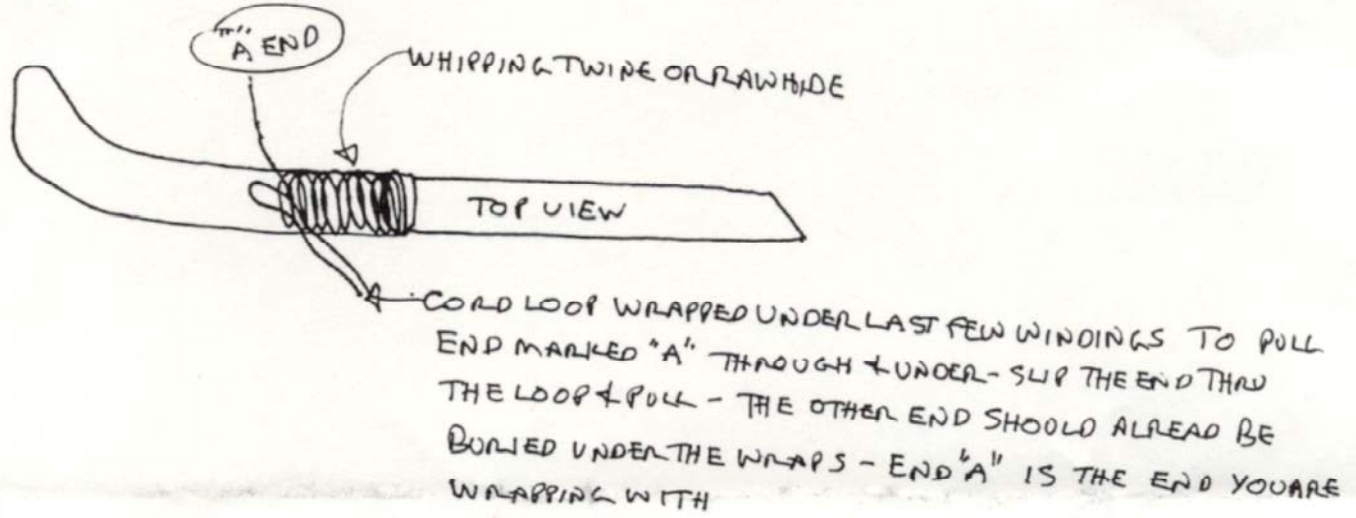 "A" END
WHIPPING TWINE OR RAWHIDE
TOP VIEW
CORD LOOP WRAPPED UNDER LAST FEW WINDINGS TO PULL
END MARKED "A" THROUGH & UNDER - SLIP THE END THRU
THE LOOP & PULL - THE OTHER END SHOULD ALREAD BE
BURIED UNDER THE WRAPS - END "A" IS THE END YOU ARE
WRAPPING WITH